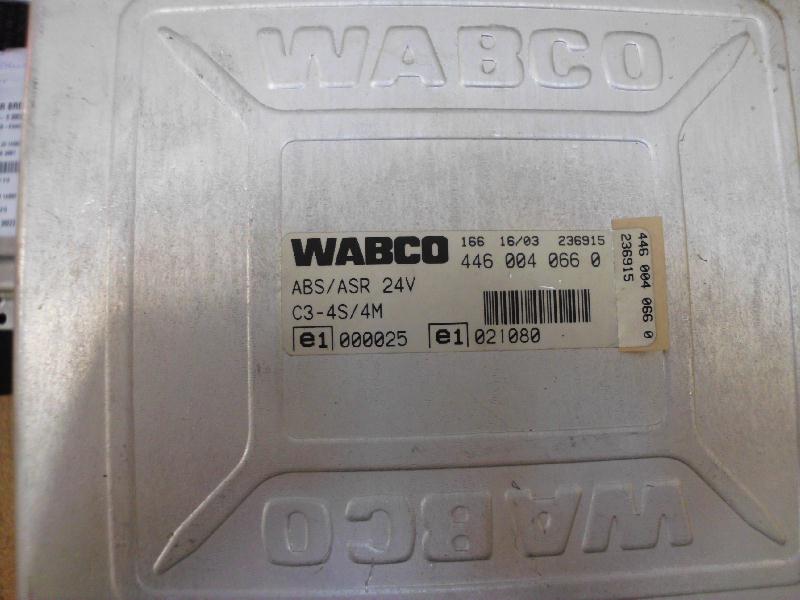 WABCO
WABCO 166 16/03 236915
446 004 066 0
ABS/ASR 24V
C3-4S/4M
e1 000025 e1 021080
446 004 066 0
236915
WABCO
R BRE